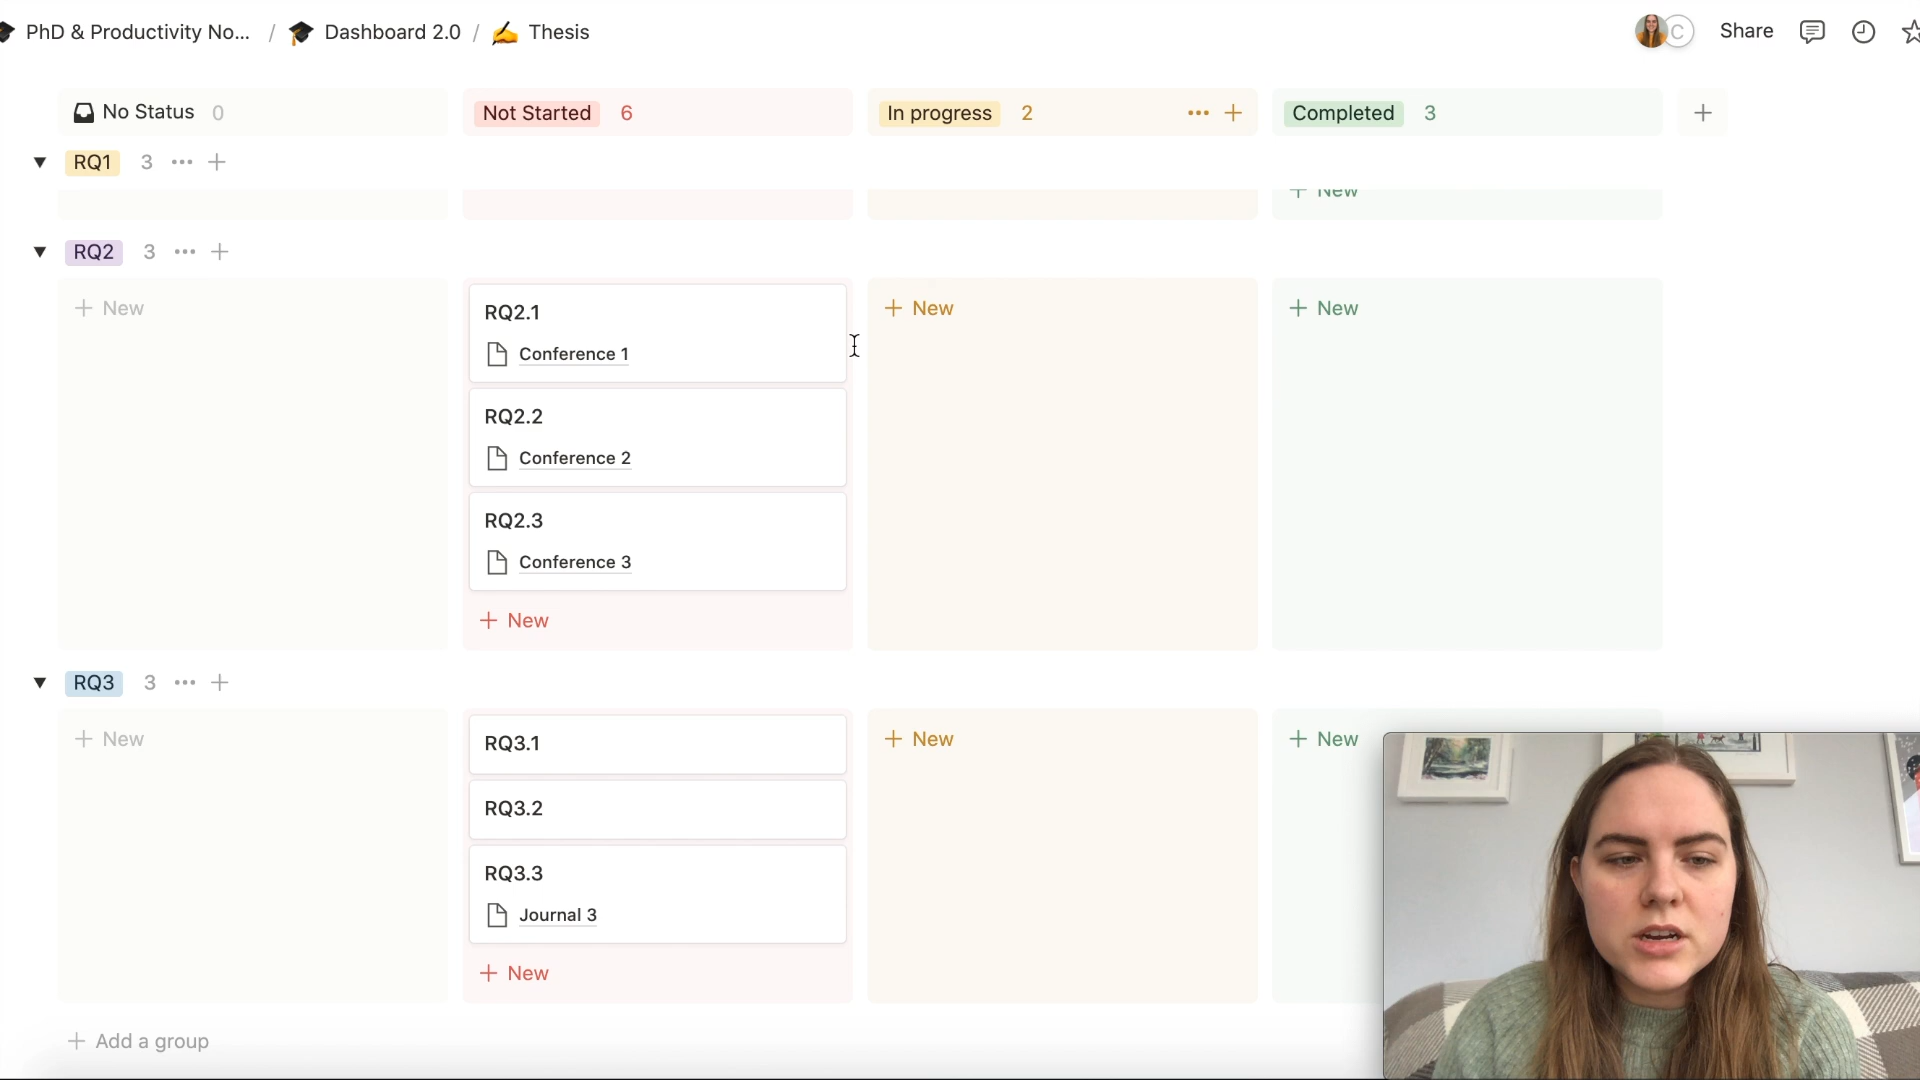 PhD & Productivity No... / Dashboard 2.0 / Thesis
C Share
No Status 0
Not Started 6
In progress 2
Completed 3
RQ1 3
New
RQ2 3
New
RQ2.1
Conference 1
RQ2.2
Conference 2
RQ2.3
Conference 3
New
New
New
RQ3 3
New
RQ3.1
RQ3.2
RQ3.3
Journal 3
New
New
New
Add a group